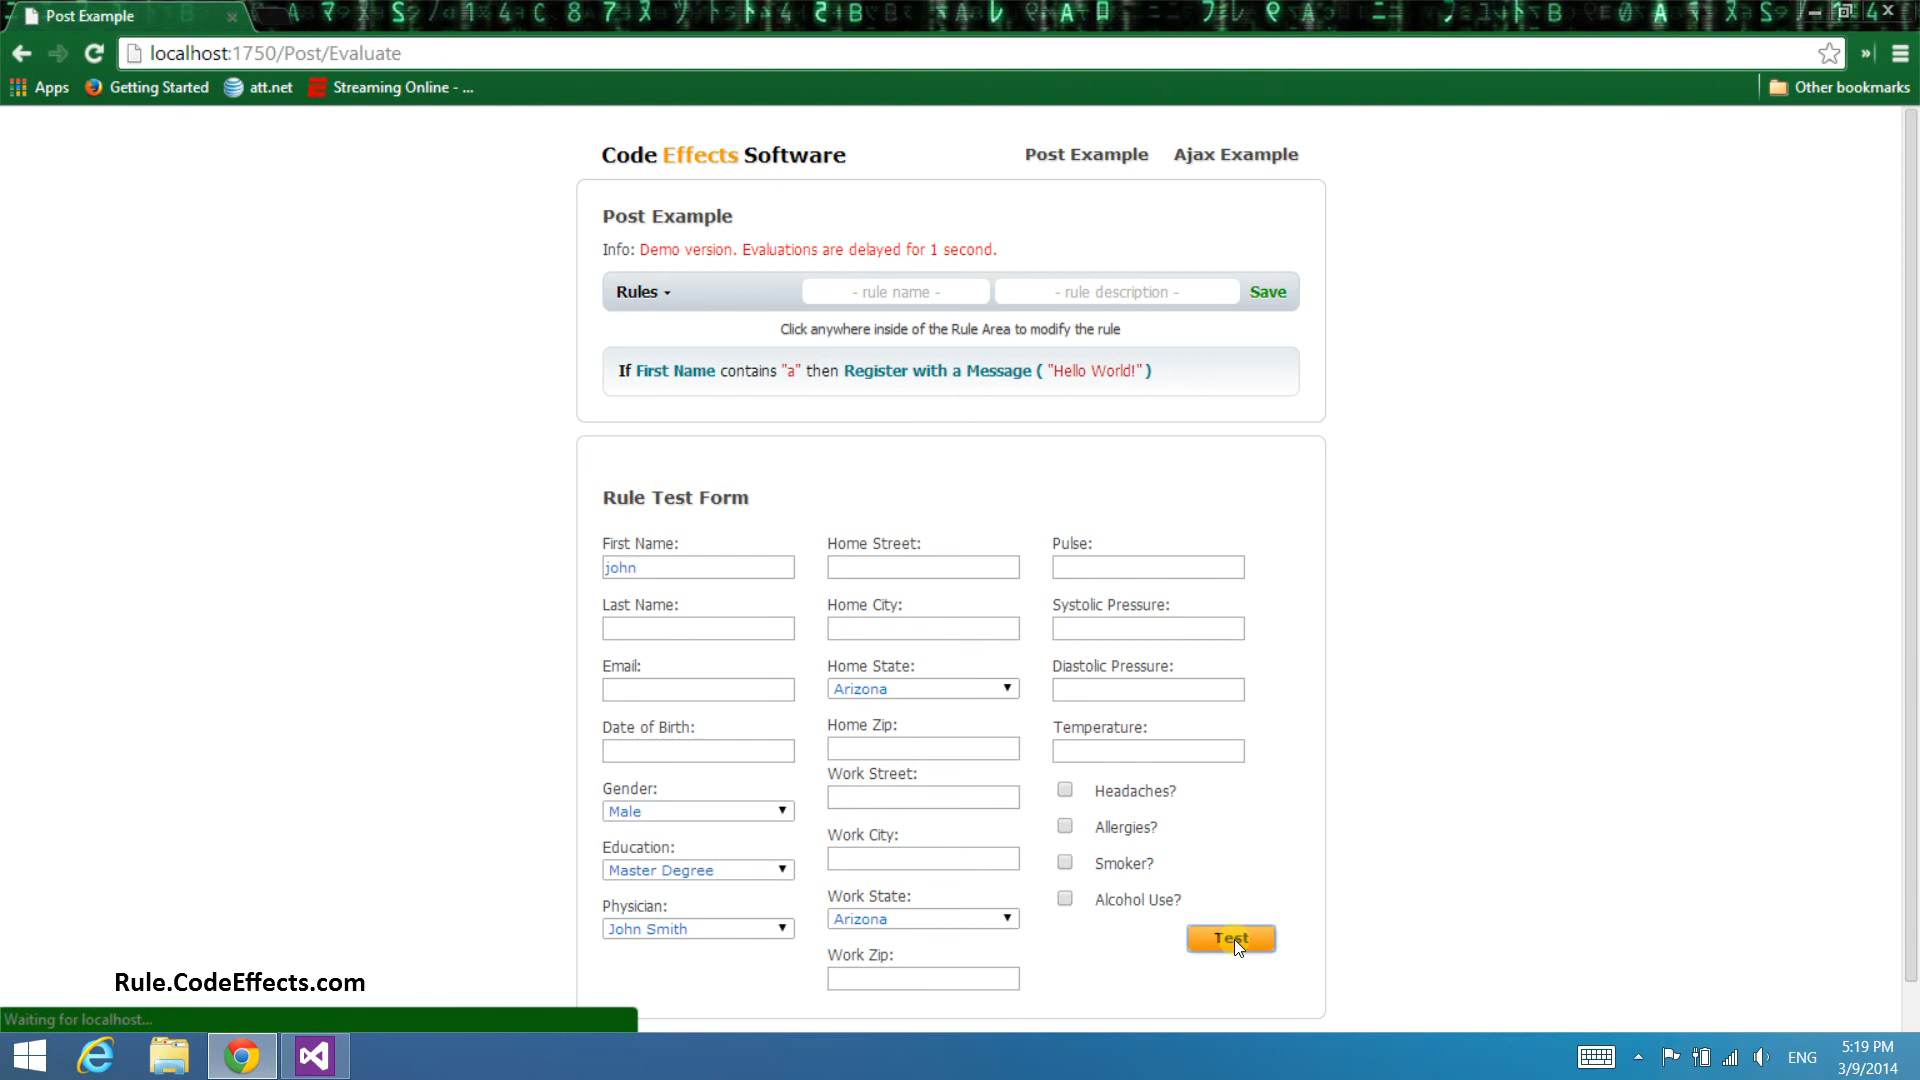 Post Example
localhost:1750/Post/Evaluate
Apps Getting Started att.net Streaming Online - ... Other bookmarks
Code Effects Software Post Example Ajax Example
Post Example
Info: Demo version. Evaluations are delayed for 1 second.
Rules - rule name - - rule description - Save
Click anywhere inside of the Rule Area to modify the rule
If First Name contains "a" then Register with a Message ( "Hello World!" )
Rule Test Form
First Name: Home Street: Pulse:
john
Last Name: Home City: Systolic Pressure:
Email: Home State: Diastolic Pressure:
Arizona
Date of Birth: Home Zip: Temperature:
Work Street:
Gender: Headaches?
Male
Allergies?
Work City:
Education:
Smoker?
Master Degree
Work State: Alcohol Use?
Physician:
Arizona
John Smith
Test
Work Zip:
Rule.CodeEffects.com
Waiting for localhost...
ENG
5:19 PM
3/9/2014